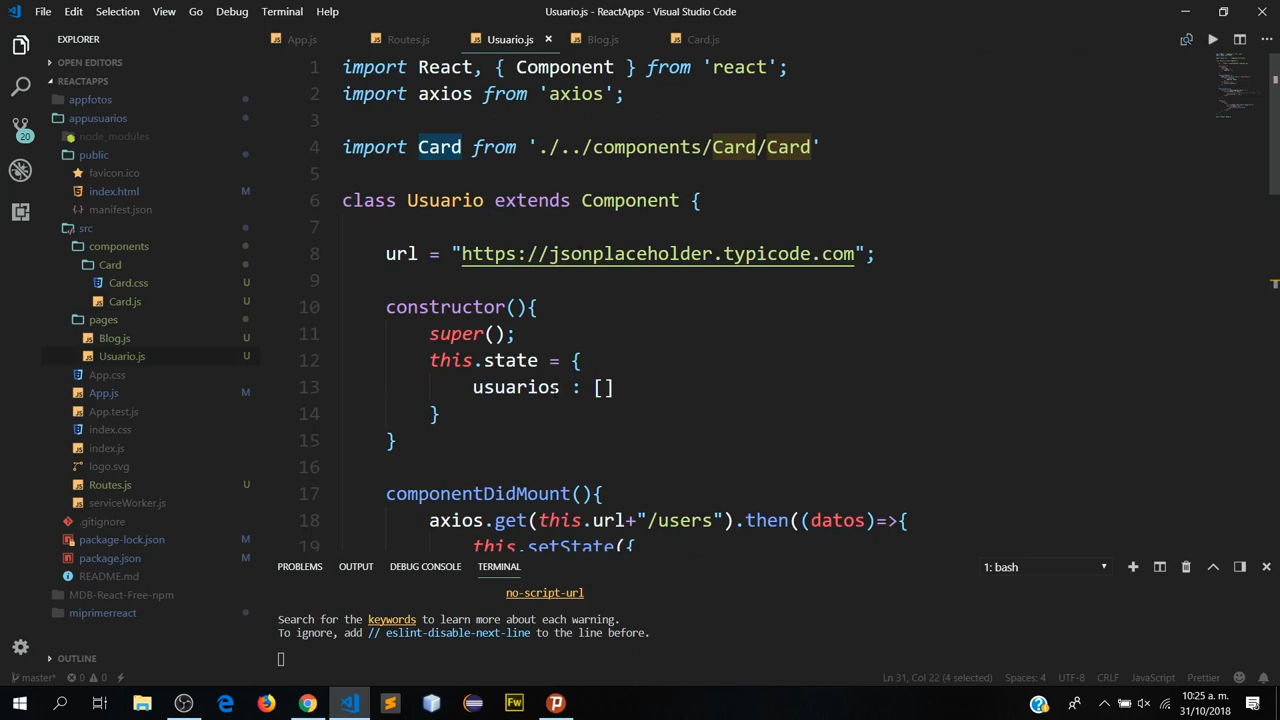 File Edit Selection View Go Debug Terminal Help
Usuario.js - ReactApps - Visual Studio Code
EXPLORER
App.js
Routes.js
Usuario.js
Blog.js
Card.js
OPEN EDITORS
REACTAPPS
appfotos
appusuarios
node_modules
public
favicon.ico
index.html M
manifest.json
src
components
Card
Card.css U
Card.js U
pages
Blog.js U
Usuario.js U
App.css
App.js M
App.test.js
index.css
index.js
logo.svg
Routes.js U
serviceWorker.js
.gitignore
package-lock.json M
package.json M
README.md
MDB-React-Free-npm
miprimerreact
OUTLINE
20
1 import React, { Component } from 'react';
2 import axios from 'axios';
3
4 import Card from './../components/Card/Card'
5
6 class Usuario extends Component {
7
8 url = "https://jsonplaceholder.typicode.com";
9
10 constructor(){
11 super();
12 this.state = {
13 usuarios : []
14 }
15 }
16
17 componentDidMount(){
18 axios.get(this.url+"/users").then((datos)=>{
19 this.setState({
PROBLEMS OUTPUT DEBUG CONSOLE TERMINAL 1: bash
no-script-url
Search for the keywords to learn more about each warning.
To ignore, add // eslint-disable-next-line to the line before.
master* 0 0 Ln 31, Col 22 (4 selected) Spaces: 4 UTF-8 CRLF JavaScript Prettier
10:25 a. m.
31/10/2018